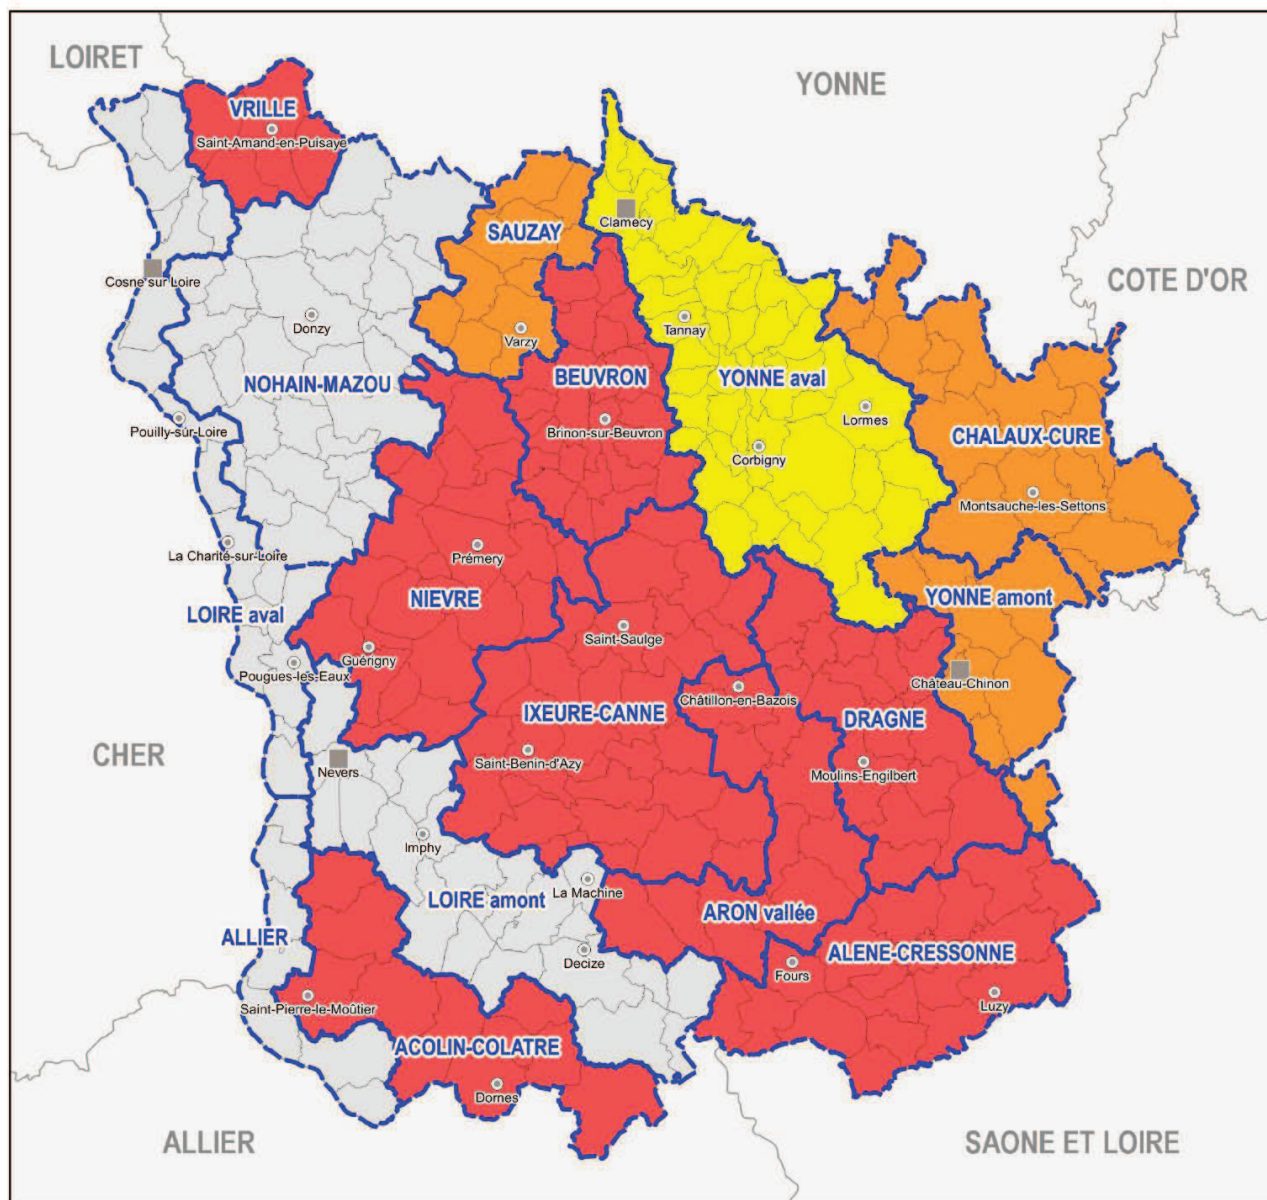 LOIRET
YONNE
VRILLE
Saint-Amand-en-Puisaye
Clamecy
SAUZAY
Cosne sur Loire
COTE D'OR
Donzy
Varzy
Tannay
NOHAIN-MAZOU
BEUVRON
YONNE aval
Pouilly-sur-Loire
Brinon-sur-Beuvron
Lormes
CHALAUX-CURE
Corbigny
Montsauche-les-Settons
La Charité-sur-Loire
Prémery
LOIRE aval
NIEVRE
YONNE amont
Saint-Saulge
Guérigny
Pougues-les-Eaux
Château-Chinon
Châtillon-en-Bazois
IXEURE-CANNE
DRAGNE
CHER
Nevers
Saint-Benin-d'Azy
Moulins-Engilbert
Imphy
LOIRE amont
La Machine
ARON vallée
ALLIER
Decize
Fours
ALENE-CRESSONNE
Saint-Pierre-le-Moûtier
Luzy
ACOLIN-COLATRE
Dornes
ALLIER
SAONE ET LOIRE